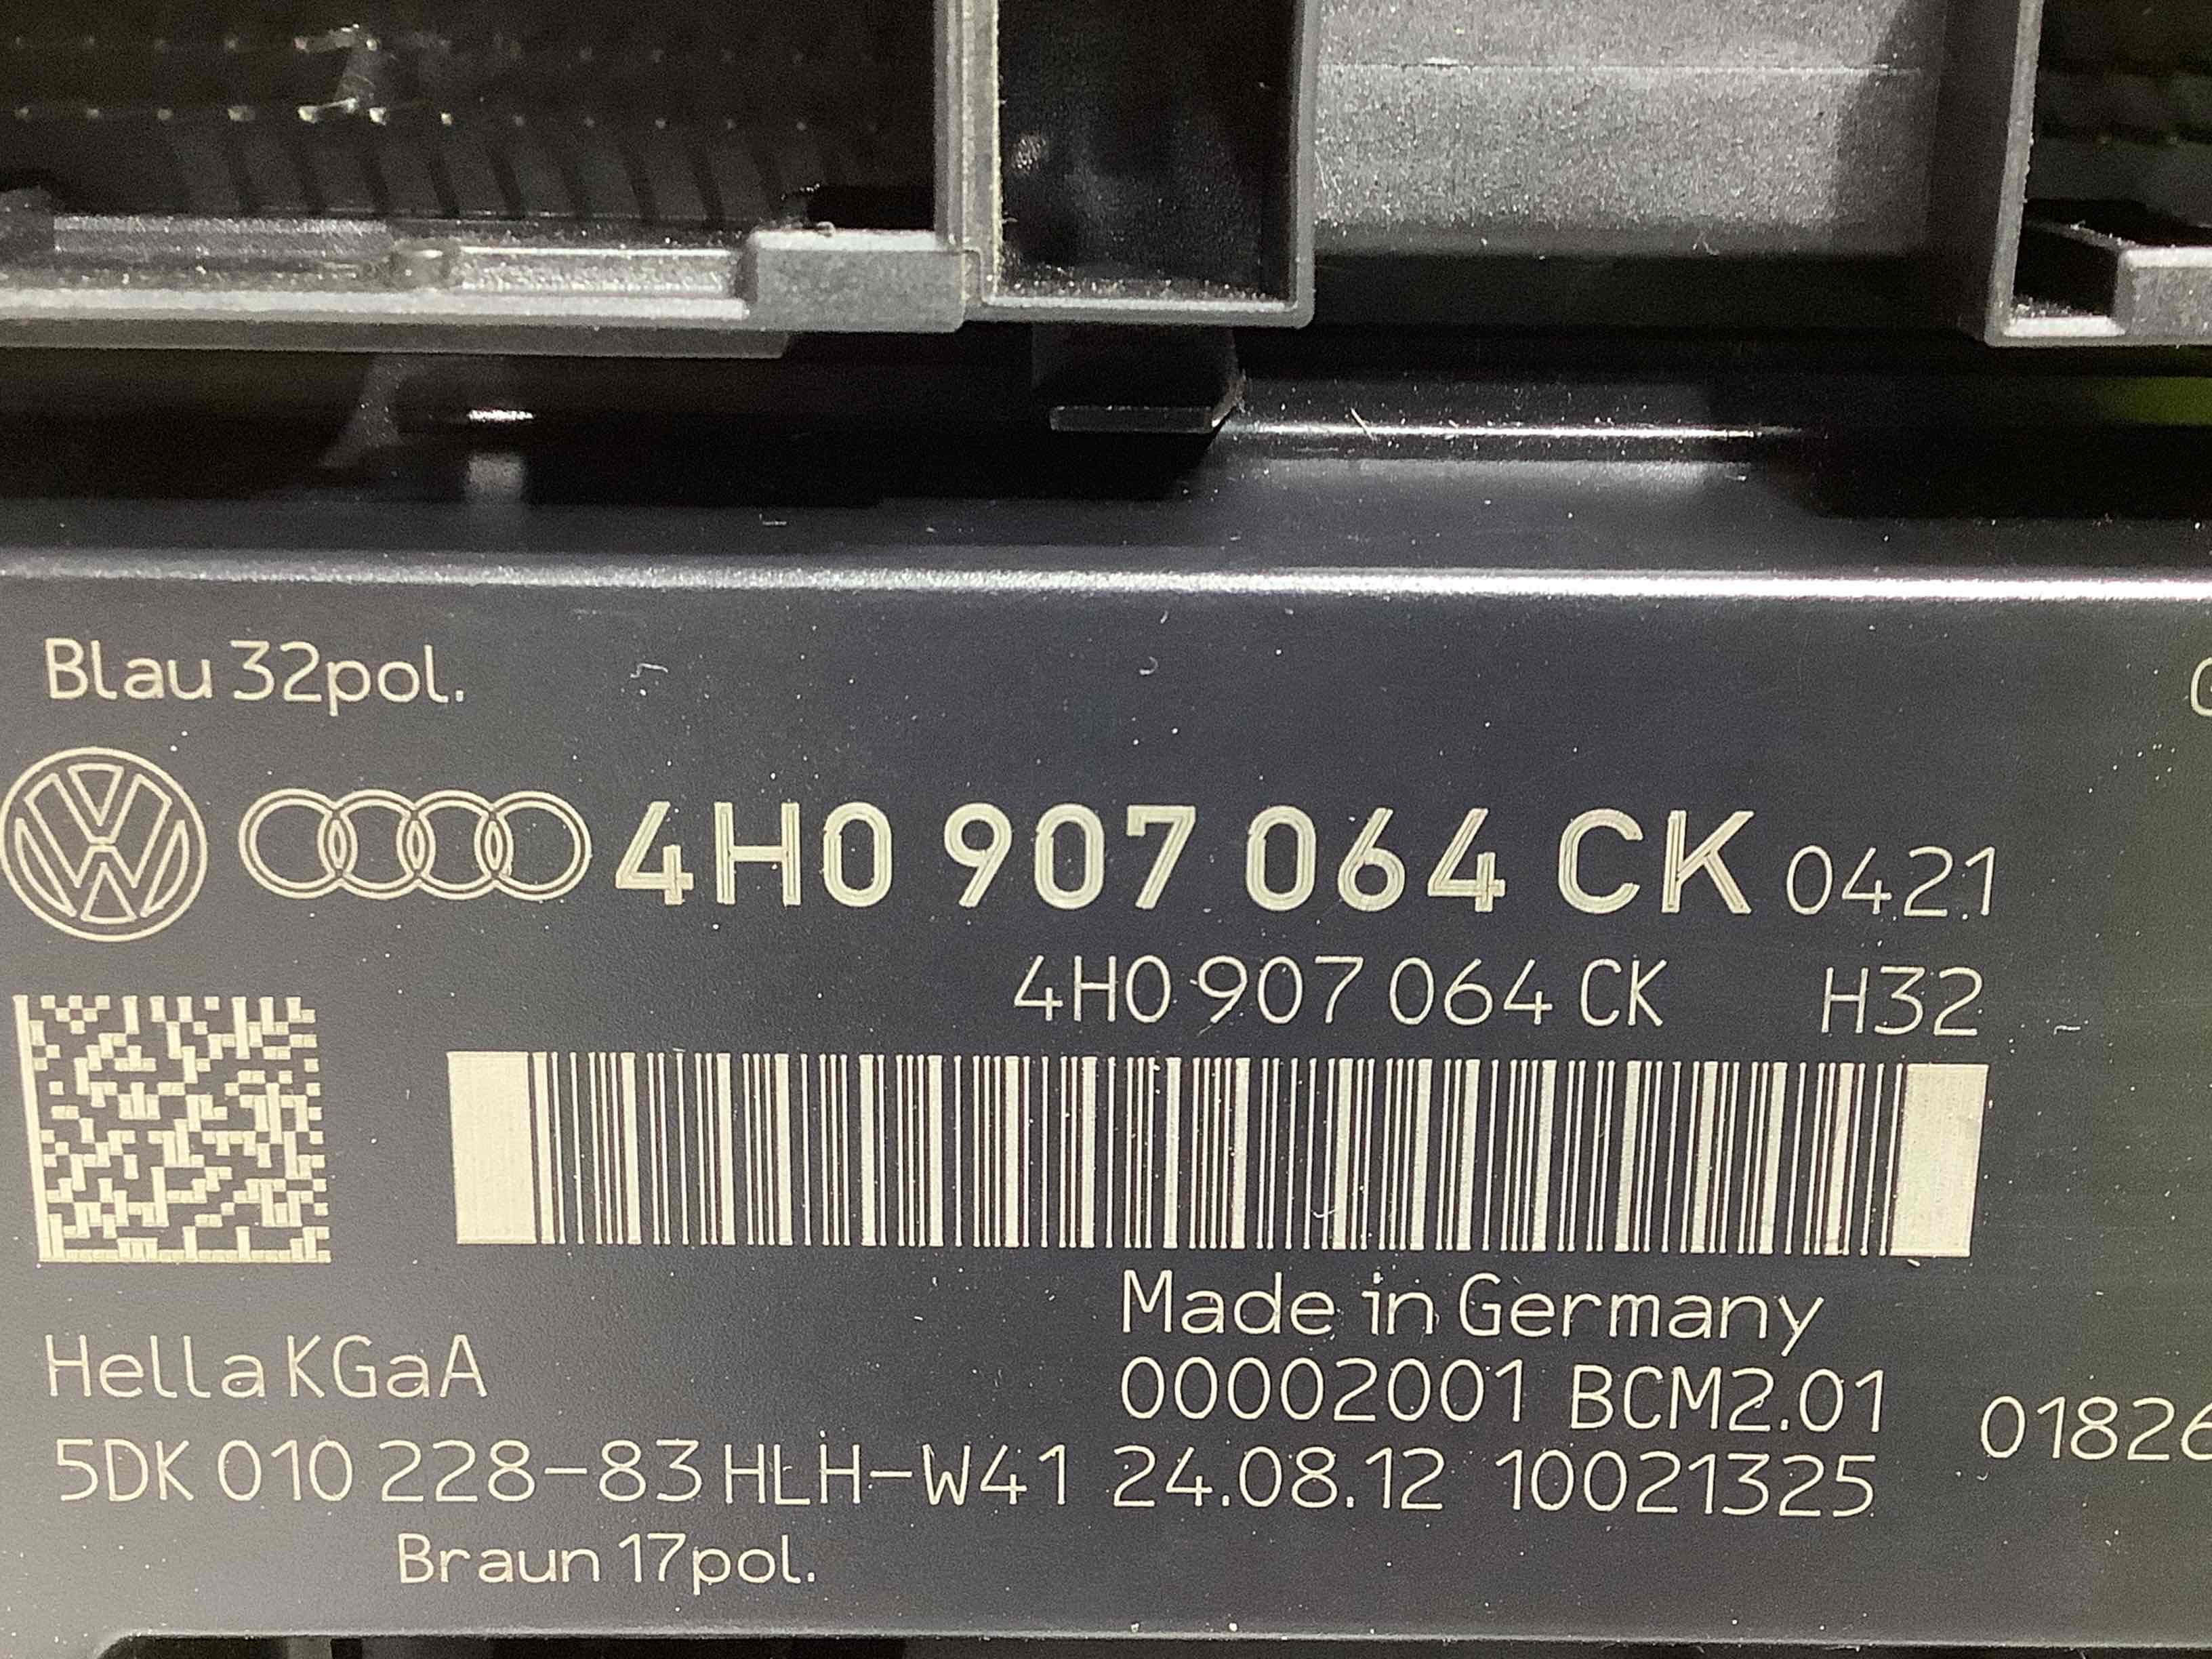 Blau 32pol.
4H0 907 064 CK 0421
4H0 907 064 CK H32
Made in Germany
Hella KGaA
00002001 BCM2.01
5DK 010 228-83 HLH-W41 24.08.12 10021325
Braun 17pol.